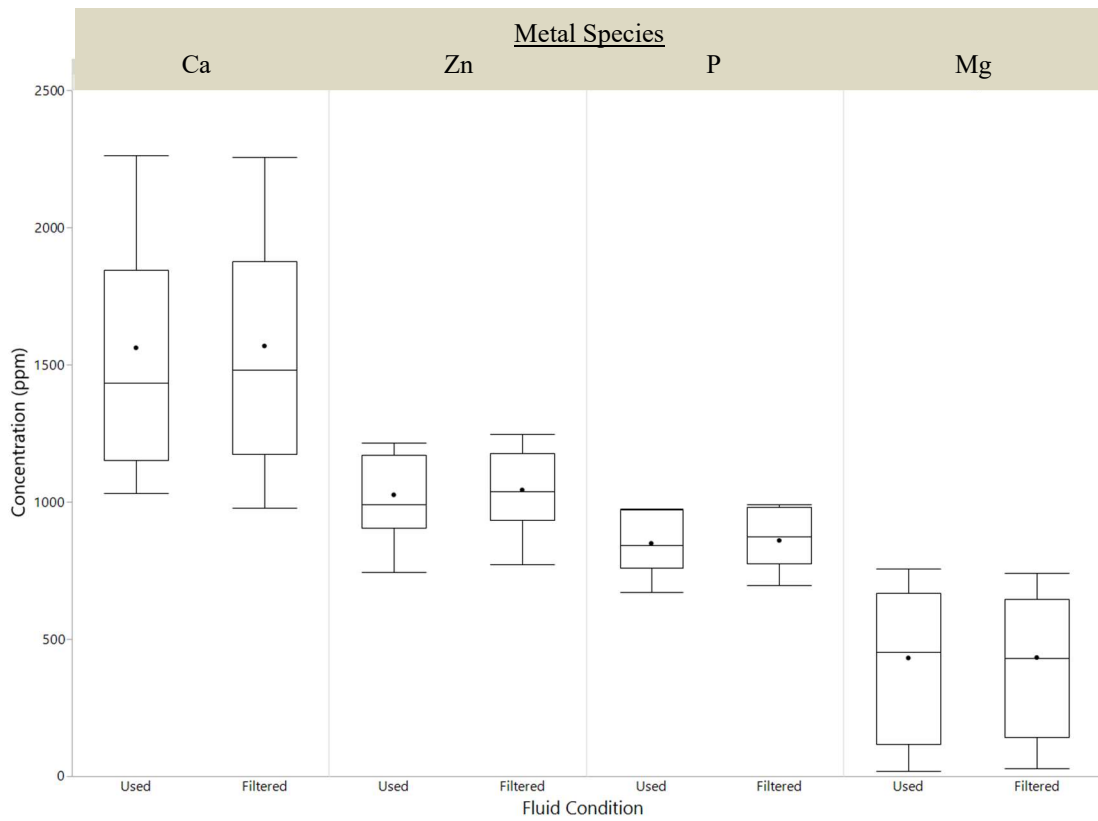 Metal Species
Ca Zn P Mg
2500
2000
1500
1000
500
0
Concentration (ppm)
Used Filtered Used Filtered Used Filtered Used Filtered
Fluid Condition